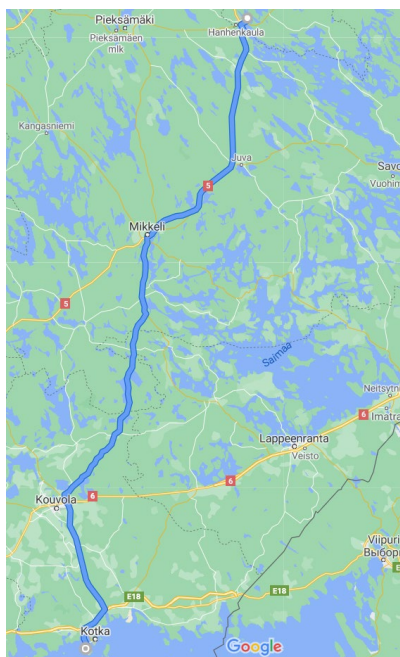 Pieksämäki
Pieksämäen
mlk
Hanhenkaula
Kangasniemi
Juva
Savo
Vuohim
5
Mikkeli
5
Saimaa
Neitsytni
6
Imatra
Lappeenranta
Veisto
6
6
Kouvola
Viipuri
Выборг
E18
E18
E
Kotka
Google